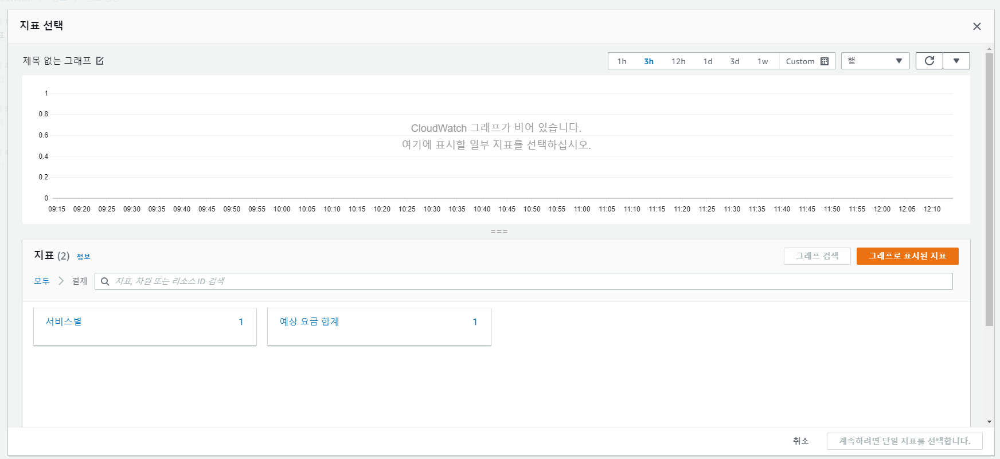 지표 선택
제목 없는 그래프
1h 3h 12h 1d 3d 1w Custom 행
1
0.8
0.6
0.4
0.2
0
CloudWatch 그래프가 비어 있습니다.
여기에 표시할 일부 지표를 선택하십시오.
09:15 09:20 09:25 09:30 09:35 09:40 09:45 09:50 09:55 10:00 10:05 10:10 10:15 10:20 10:25 10:30 10:35 10:40 10:45 10:50 10:55 11:00 11:05 11:10 11:15 11:20 11:25 11:30 11:35 11:40 11:45 11:50 11:55 12:00 12:05 12:10
지표 (2) 정보
그래프 검색 그래프로 표시된 지표
모두 결제 지표, 차원 또는 리소스 ID 검색
서비스별 1
예상 요금 합계 1
취소 계속하려면 단일 지표를 선택합니다.